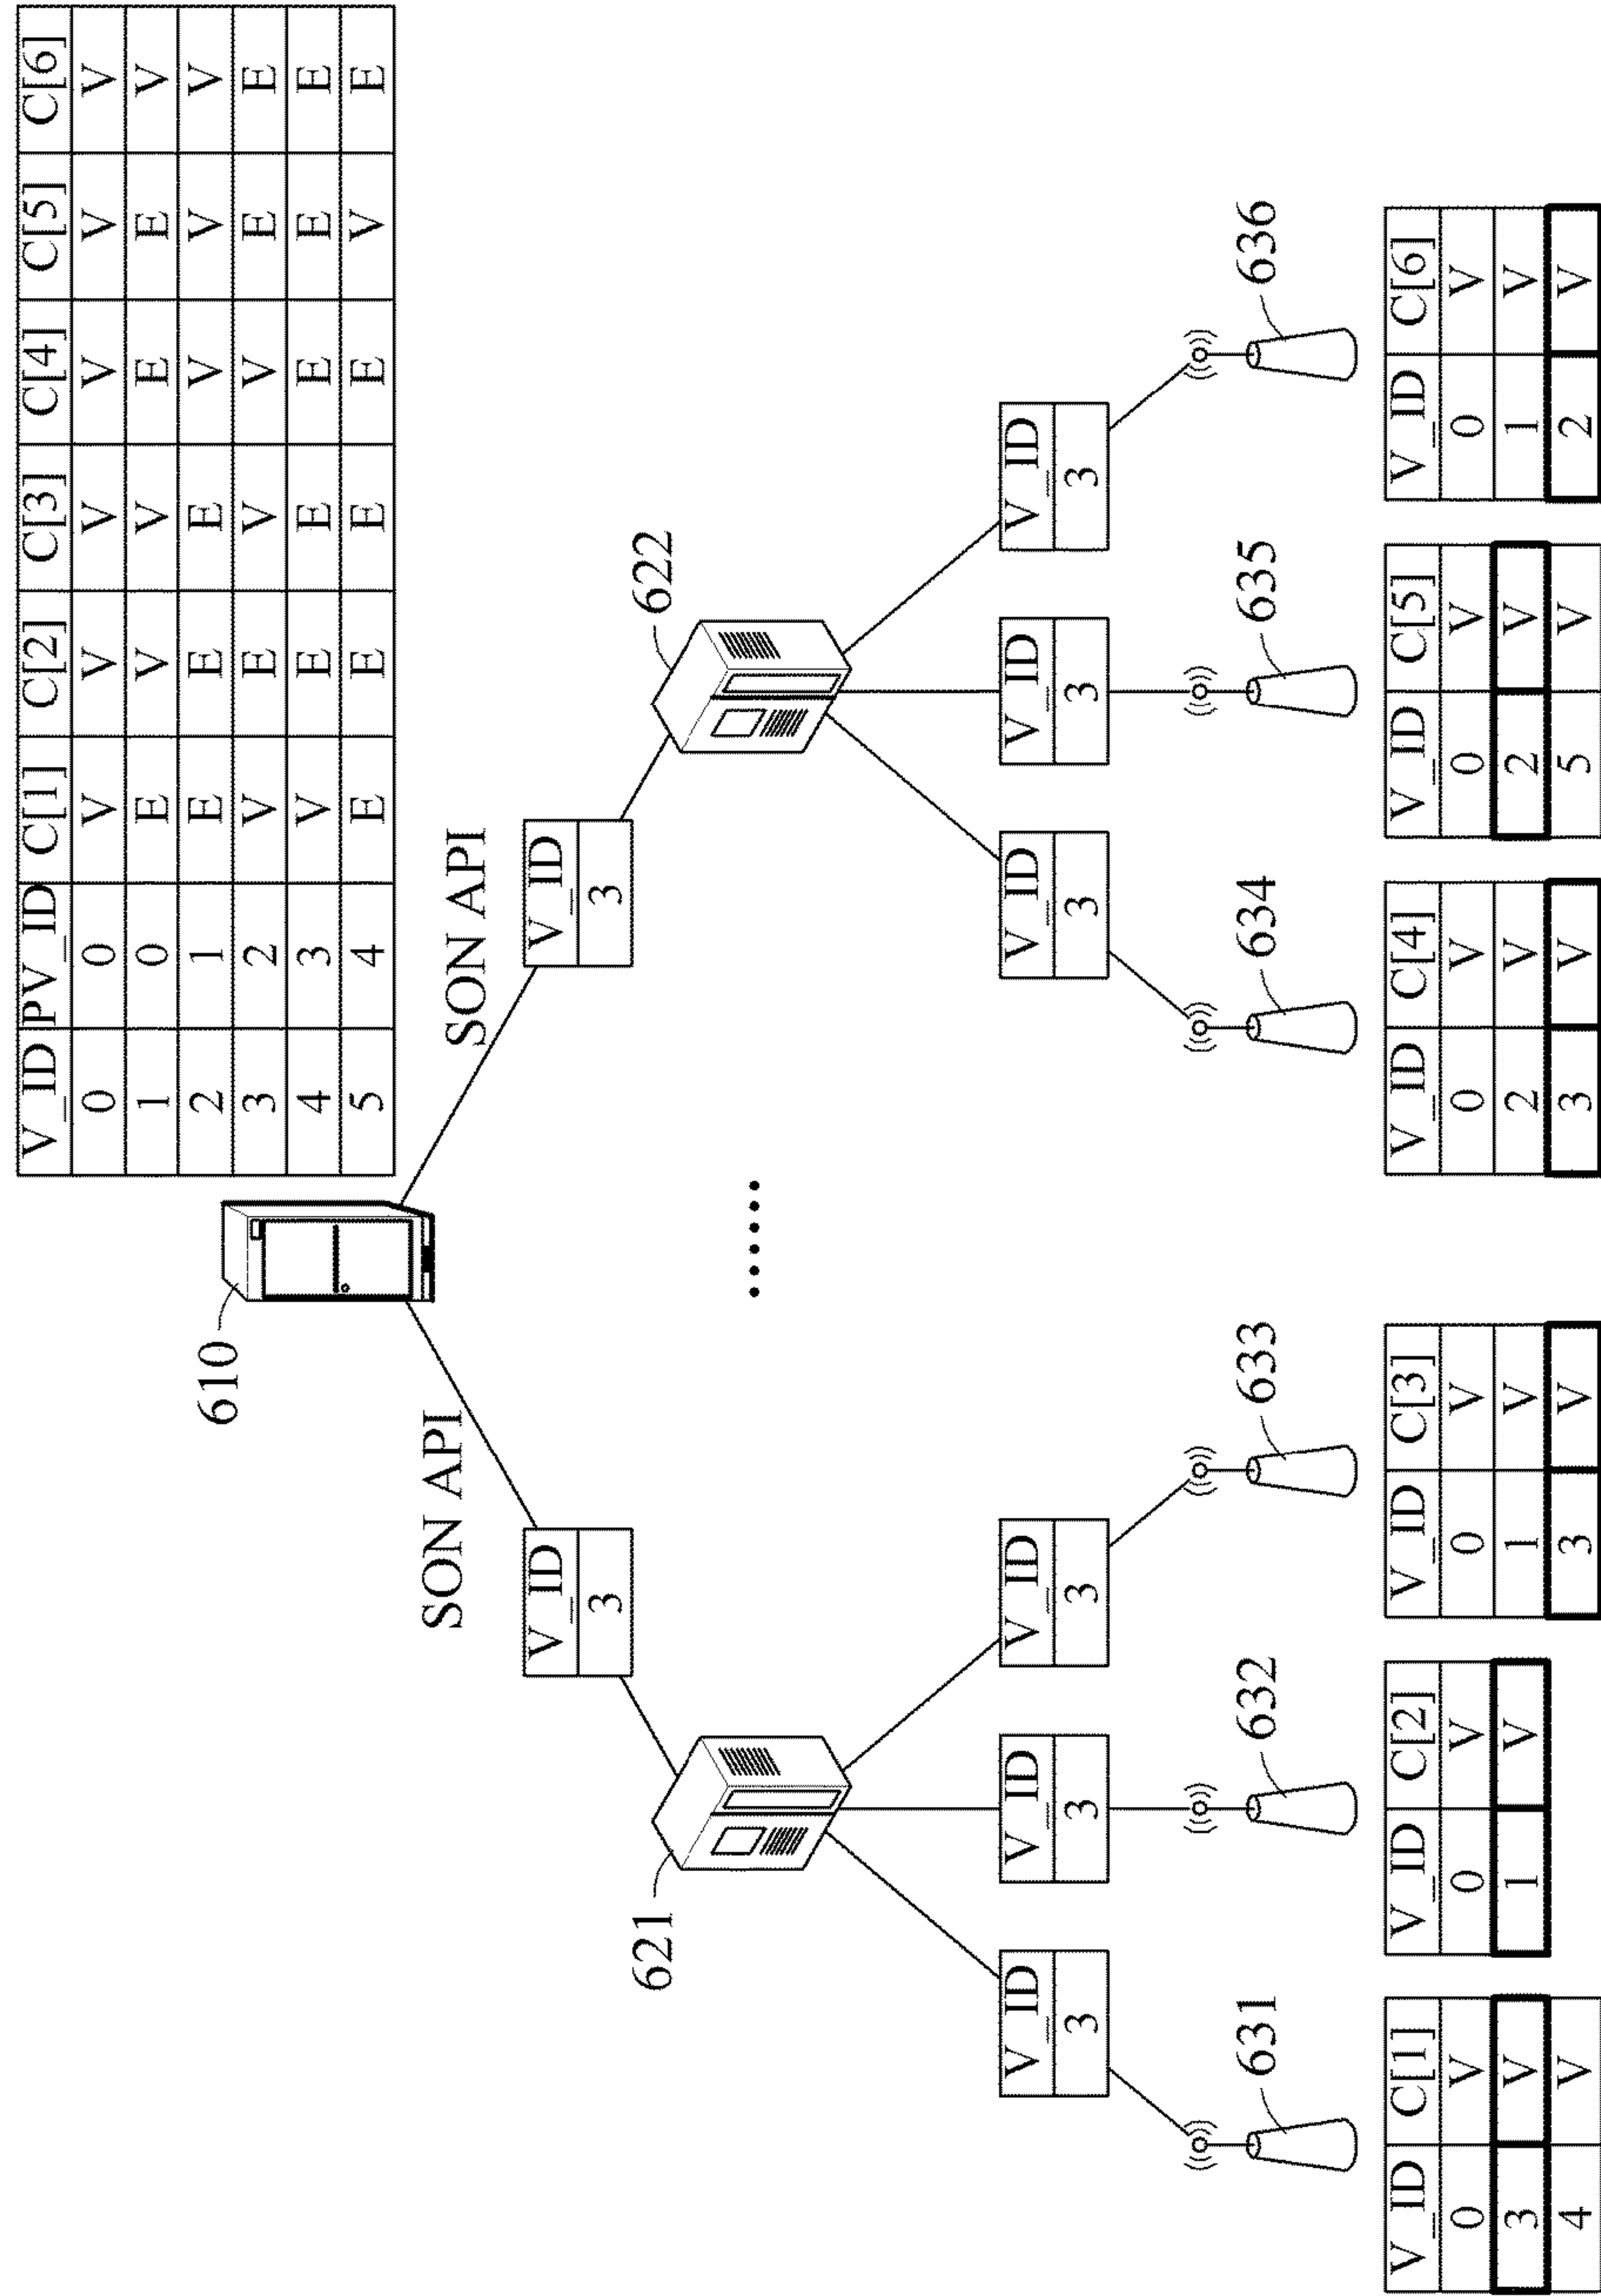 V_ID PV_ID C[1] C[2] C[3] C[4] C[5] C[6]
0 0 V V V V V V
1 0 E V V E E V
2 1 E E E V V V
3 2 V E V V E E
4 3 V E E E E E
5 4 E E E E V E
610
SON API
SON API
V_ID
3
V_ID
3
621
622
......
V_ID
3
V_ID
3
V_ID
3
V_ID
3
V_ID
3
V_ID
3
631
632
633
634
635
636
V_ID C[1]
0 V
3 V
4 V
V_ID C[2]
0 V
1 V
V_ID C[3]
0 V
1 V
3 V
V_ID C[4]
0 V
2 V
3 V
V_ID C[5]
0 V
2 V
5 V
V_ID C[6]
0 V
1 V
2 V